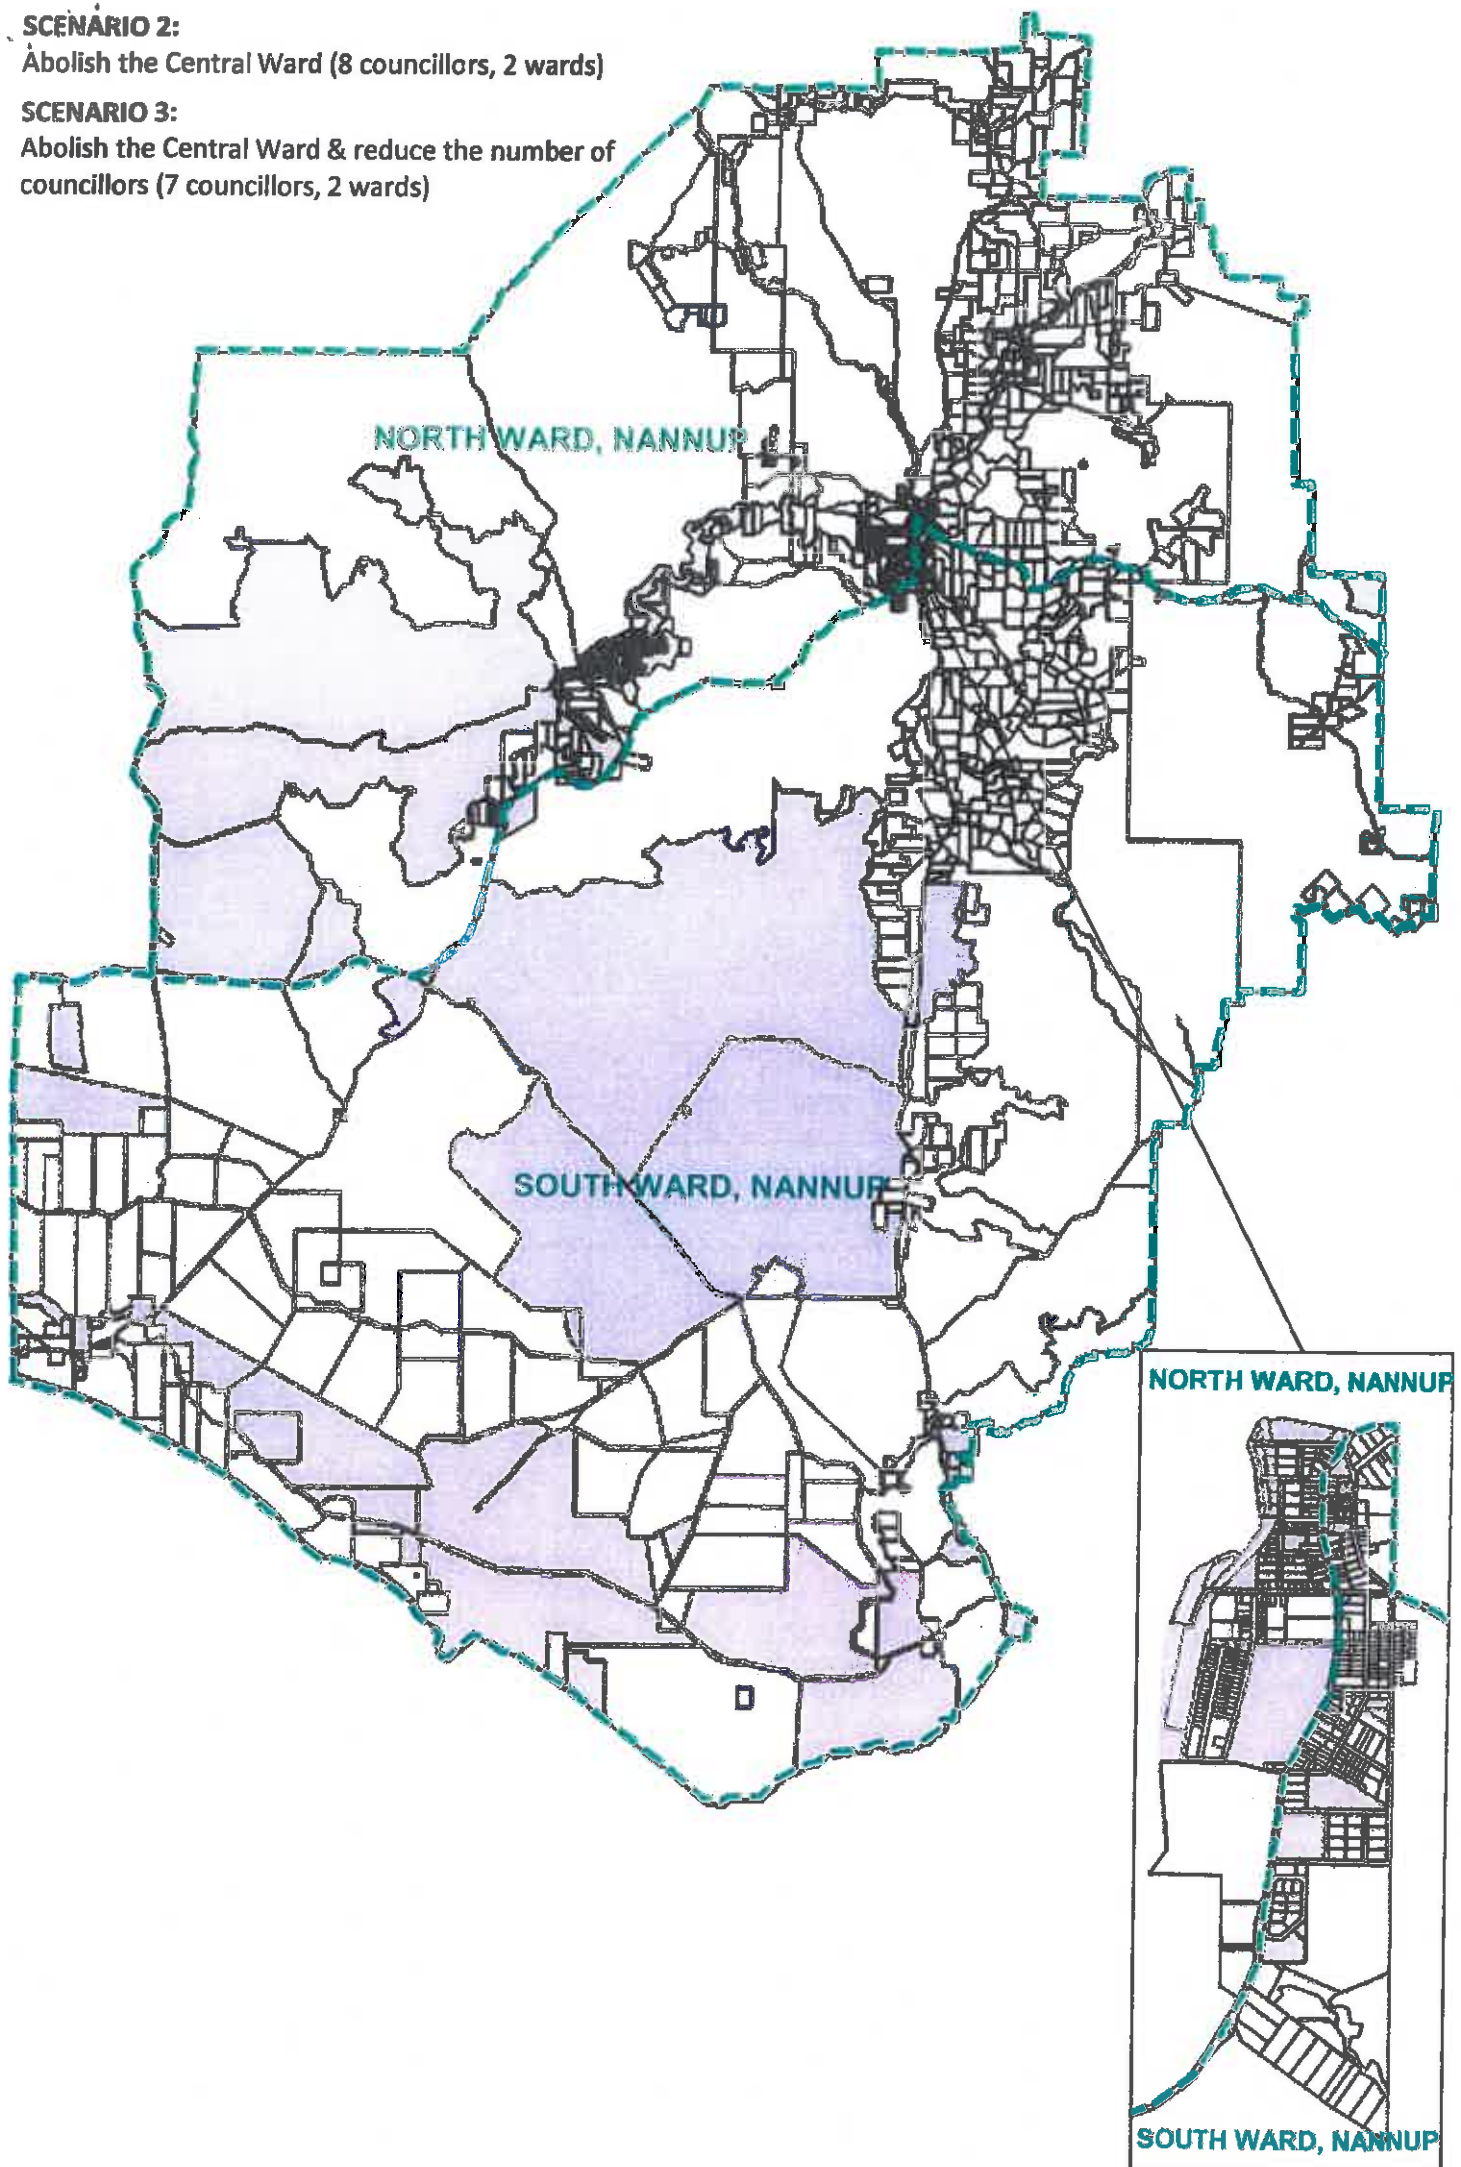 SCENARIO 2:
Abolish the Central Ward (8 councillors, 2 wards)
SCENARIO 3:
Abolish the Central Ward & reduce the number of
councillors (7 councillors, 2 wards)
NORTH WARD, NANNUP
SOUTH WARD, NANNUP
NORTH WARD, NANNUP
SOUTH WARD, NANNUP